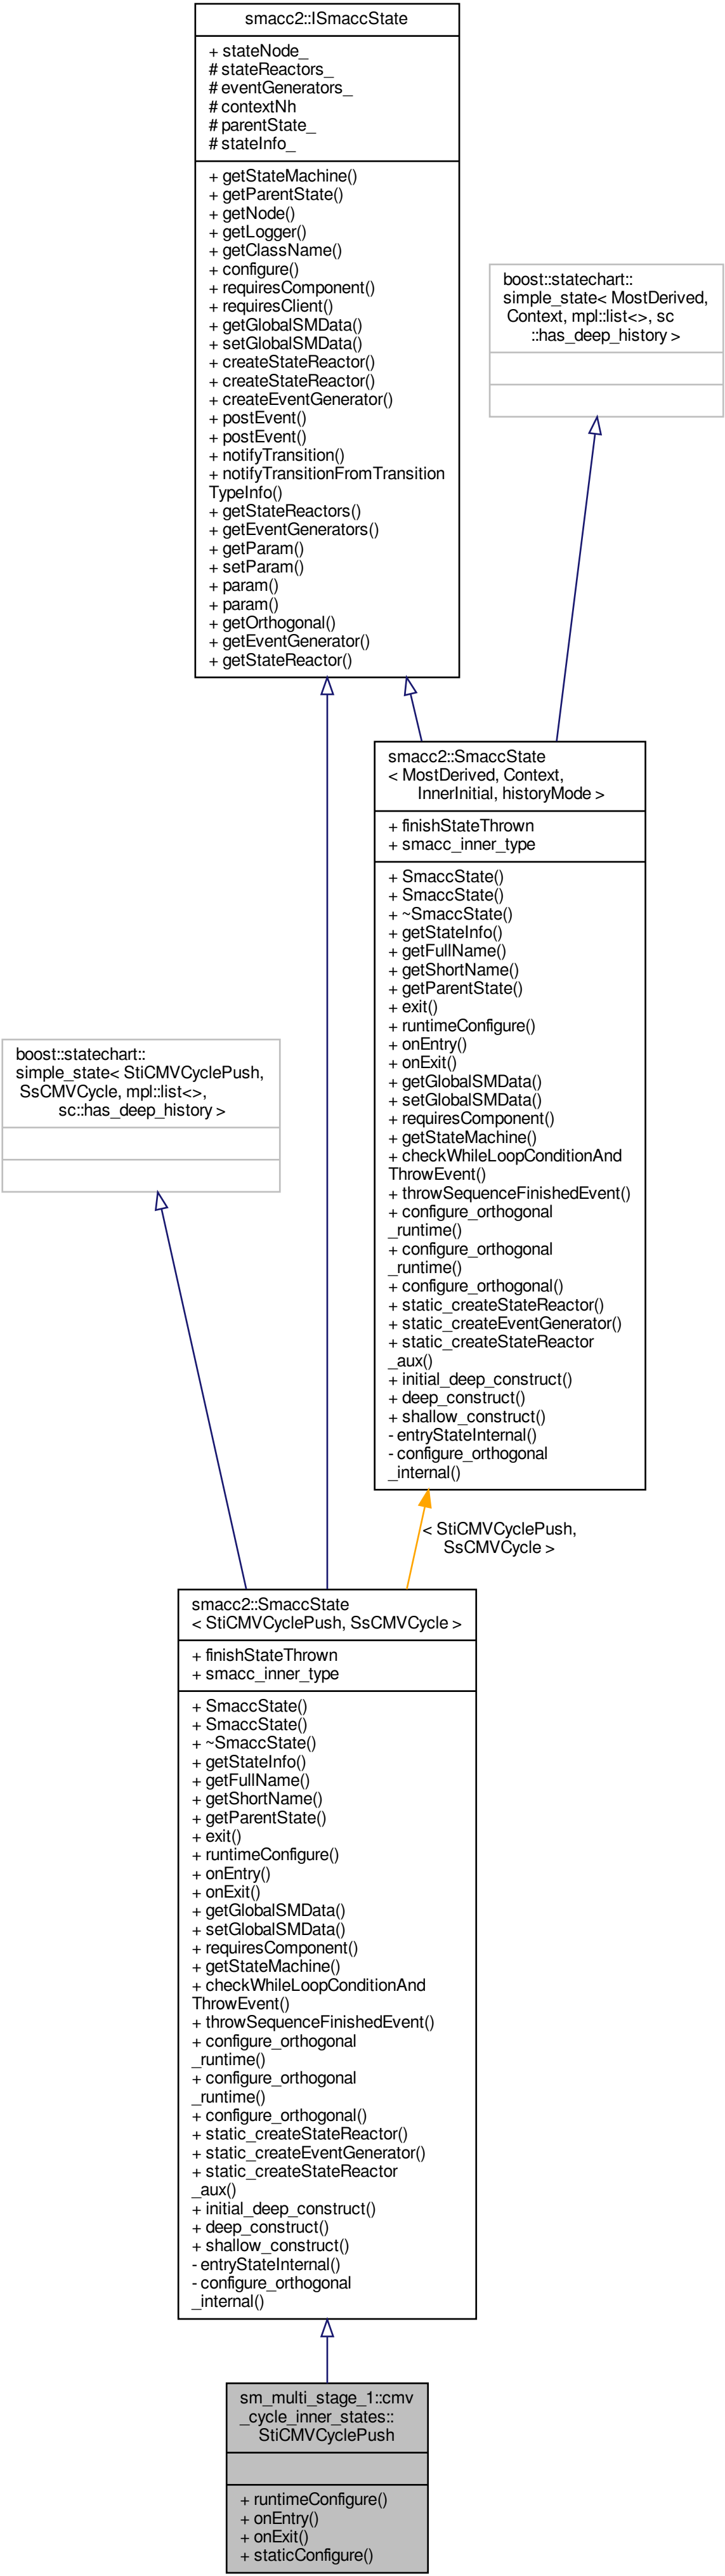 smacc2::ISmaccState
+ stateNode_
# stateReactors_
# eventGenerators_
# contextNh
# parentState_
# stateInfo_
+ getStateMachine()
+ getParentState()
+ getNode()
+ getLogger()
+ getClassName()
+ configure()
+ requiresComponent()
+ requiresClient()
+ getGlobalSMData()
+ setGlobalSMData()
+ createStateReactor()
+ createStateReactor()
+ createEventGenerator()
+ postEvent()
+ postEvent()
+ notifyTransition()
+ notifyTransitionFromTransition
TypeInfo()
+ getStateReactors()
+ getEventGenerators()
+ getParam()
+ setParam()
+ param()
+ param()
+ getOrthogonal()
+ getEventGenerator()
+ getStateReactor()
boost::statechart::
simple_state< MostDerived,
Context, mpl::list<>, sc
::has_deep_history >
smacc2::SmaccState
< MostDerived, Context,
InnerInitial, historyMode >
+ finishStateThrown
+ smacc_inner_type
+ SmaccState()
+ SmaccState()
+ ~SmaccState()
+ getStateInfo()
+ getFullName()
+ getShortName()
+ getParentState()
+ exit()
+ runtimeConfigure()
+ onEntry()
+ onExit()
+ getGlobalSMData()
+ setGlobalSMData()
+ requiresComponent()
+ getStateMachine()
+ checkWhileLoopConditionAnd
ThrowEvent()
+ throwSequenceFinishedEvent()
+ configure_orthogonal
_runtime()
+ configure_orthogonal
_runtime()
+ configure_orthogonal()
+ static_createStateReactor()
+ static_createEventGenerator()
+ static_createStateReactor
_aux()
+ initial_deep_construct()
+ deep_construct()
+ shallow_construct()
- entryStateInternal()
- configure_orthogonal
_internal()
boost::statechart::
simple_state< StiCMVCyclePush,
SsCMVCycle, mpl::list<>,
sc::has_deep_history >
< StiCMVCyclePush,
SsCMVCycle >
smacc2::SmaccState
< StiCMVCyclePush, SsCMVCycle >
+ finishStateThrown
+ smacc_inner_type
+ SmaccState()
+ SmaccState()
+ ~SmaccState()
+ getStateInfo()
+ getFullName()
+ getShortName()
+ getParentState()
+ exit()
+ runtimeConfigure()
+ onEntry()
+ onExit()
+ getGlobalSMData()
+ setGlobalSMData()
+ requiresComponent()
+ getStateMachine()
+ checkWhileLoopConditionAnd
ThrowEvent()
+ throwSequenceFinishedEvent()
+ configure_orthogonal
_runtime()
+ configure_orthogonal
_runtime()
+ configure_orthogonal()
+ static_createStateReactor()
+ static_createEventGenerator()
+ static_createStateReactor
_aux()
+ initial_deep_construct()
+ deep_construct()
+ shallow_construct()
- entryStateInternal()
- configure_orthogonal
_internal()
sm_multi_stage_1::cmv
_cycle_inner_states::
StiCMVCyclePush
+ runtimeConfigure()
+ onEntry()
+ onExit()
+ staticConfigure()